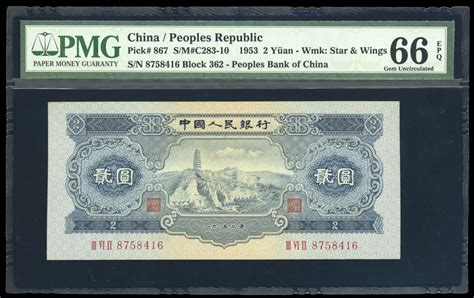 PMG
PAPER MONEY GUARANTY
China / Peoples Republic
Pick# 867 S/M#C283-10 1953 2 Yüan - Wmk: Star & Wings
S/N 8758416 Block 362 - Peoples Bank of China
66 EPQ
Gem Uncirculated
中國人民銀行
貳圓
貳圓
2
2
ⅢⅥⅡ 8758416
ⅢⅥⅡ 8758416